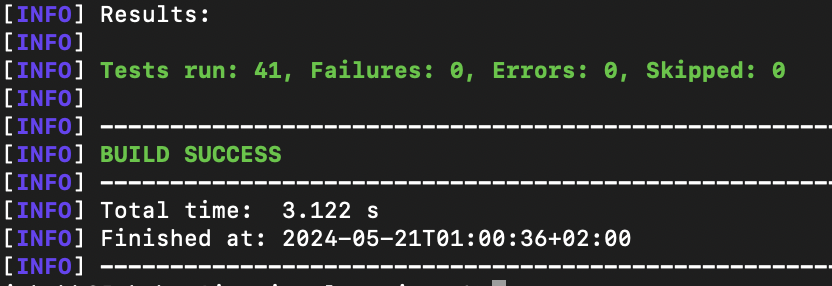 [INFO] Results:
[INFO]
[INFO] Tests run: 41, Failures: 0, Errors: 0, Skipped: 0
[INFO]
[INFO] ----------------------------------------------------
[INFO] BUILD SUCCESS
[INFO] ----------------------------------------------------
[INFO] Total time:  3.122 s
[INFO] Finished at: 2024-05-21T01:00:36+02:00
[INFO] ----------------------------------------------------